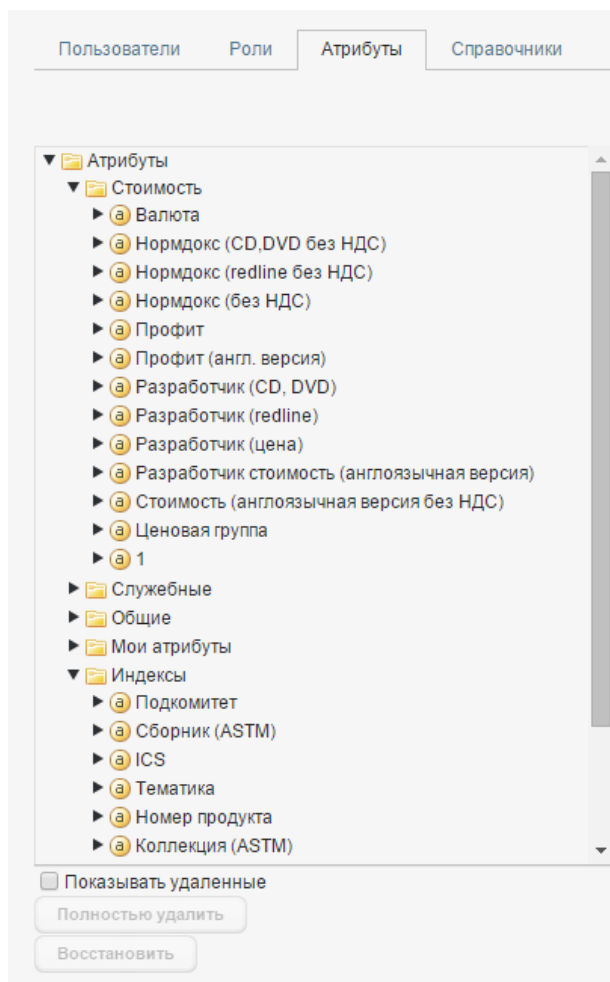 Пользователи Роли Атрибуты Справочники
Атрибуты
Стоимость
Валюта
Нормдокс (CD,DVD без НДС)
Нормдокс (redline без НДС)
Нормдокс (без НДС)
Профит
Профит (англ. версия)
Разработчик (CD, DVD)
Разработчик (redline)
Разработчик (цена)
Разработчик стоимость (англоязычная версия)
Стоимость (англоязычная версия без НДС)
Ценовая группа
1
Служебные
Общие
Мои атрибуты
Индексы
Подкомитет
Сборник (ASTM)
ICS
Тематика
Номер продукта
Коллекция (ASTM)
Показывать удаленные
Полностью удалить
Восстановить